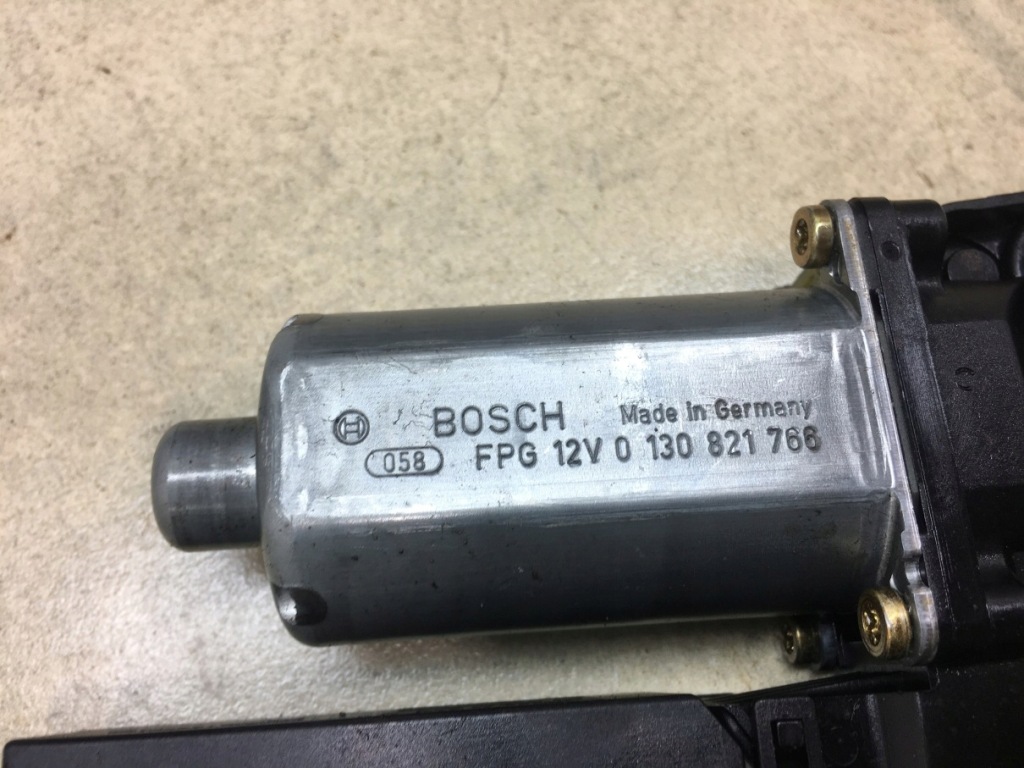 BOSCH Made in Germany
058 FPG 12V 0 130 821 766